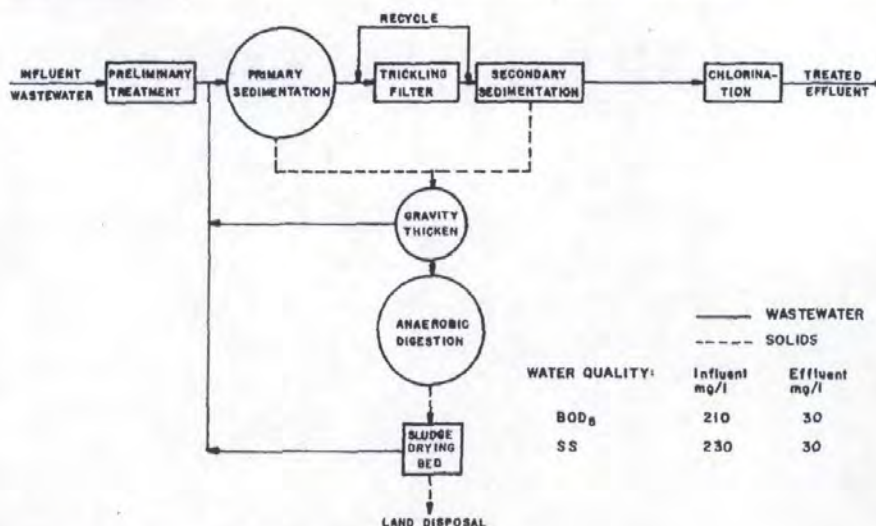 RECYCLE
INFLUENT
WASTEWATER
PRELIMINARY
TREATMENT
PRIMARY
SEDIMENTATION
TRICKLING
FILTER
SECONDARY
SEDIMENTATION
CHLORINA-
TION
TREATED
EFFLUENT
GRAVITY
THICKEN
ANAEROBIC
DIGESTION
WASTEWATER
SOLIDS
WATER QUALITY: Influent Effluent
mg/l mg/l
BOD5 210 30
SS 230 30
SLUDGE
DRYING
BED
LAND DISPOSAL